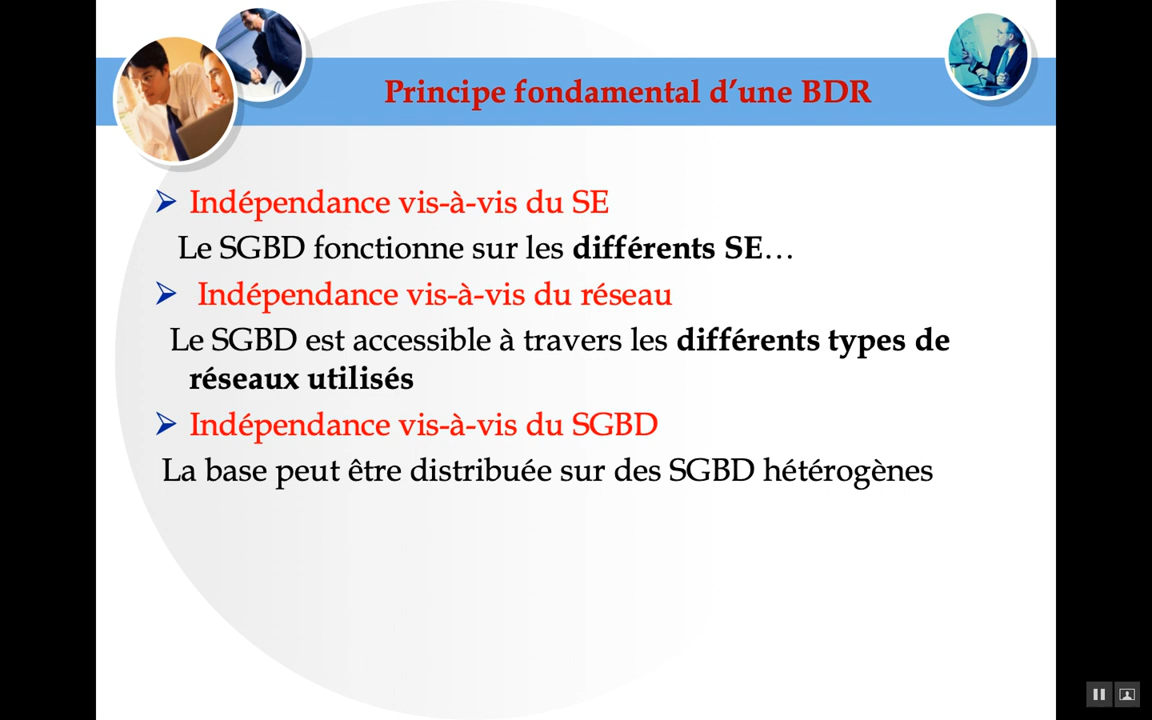 Principe fondamental d’une BDR
➢ Indépendance vis-à-vis du SE
Le SGBD fonctionne sur les différents SE…
➢ Indépendance vis-à-vis du réseau
Le SGBD est accessible à travers les différents types de
réseaux utilisés
➢ Indépendance vis-à-vis du SGBD
La base peut être distribuée sur des SGBD hétérogènes